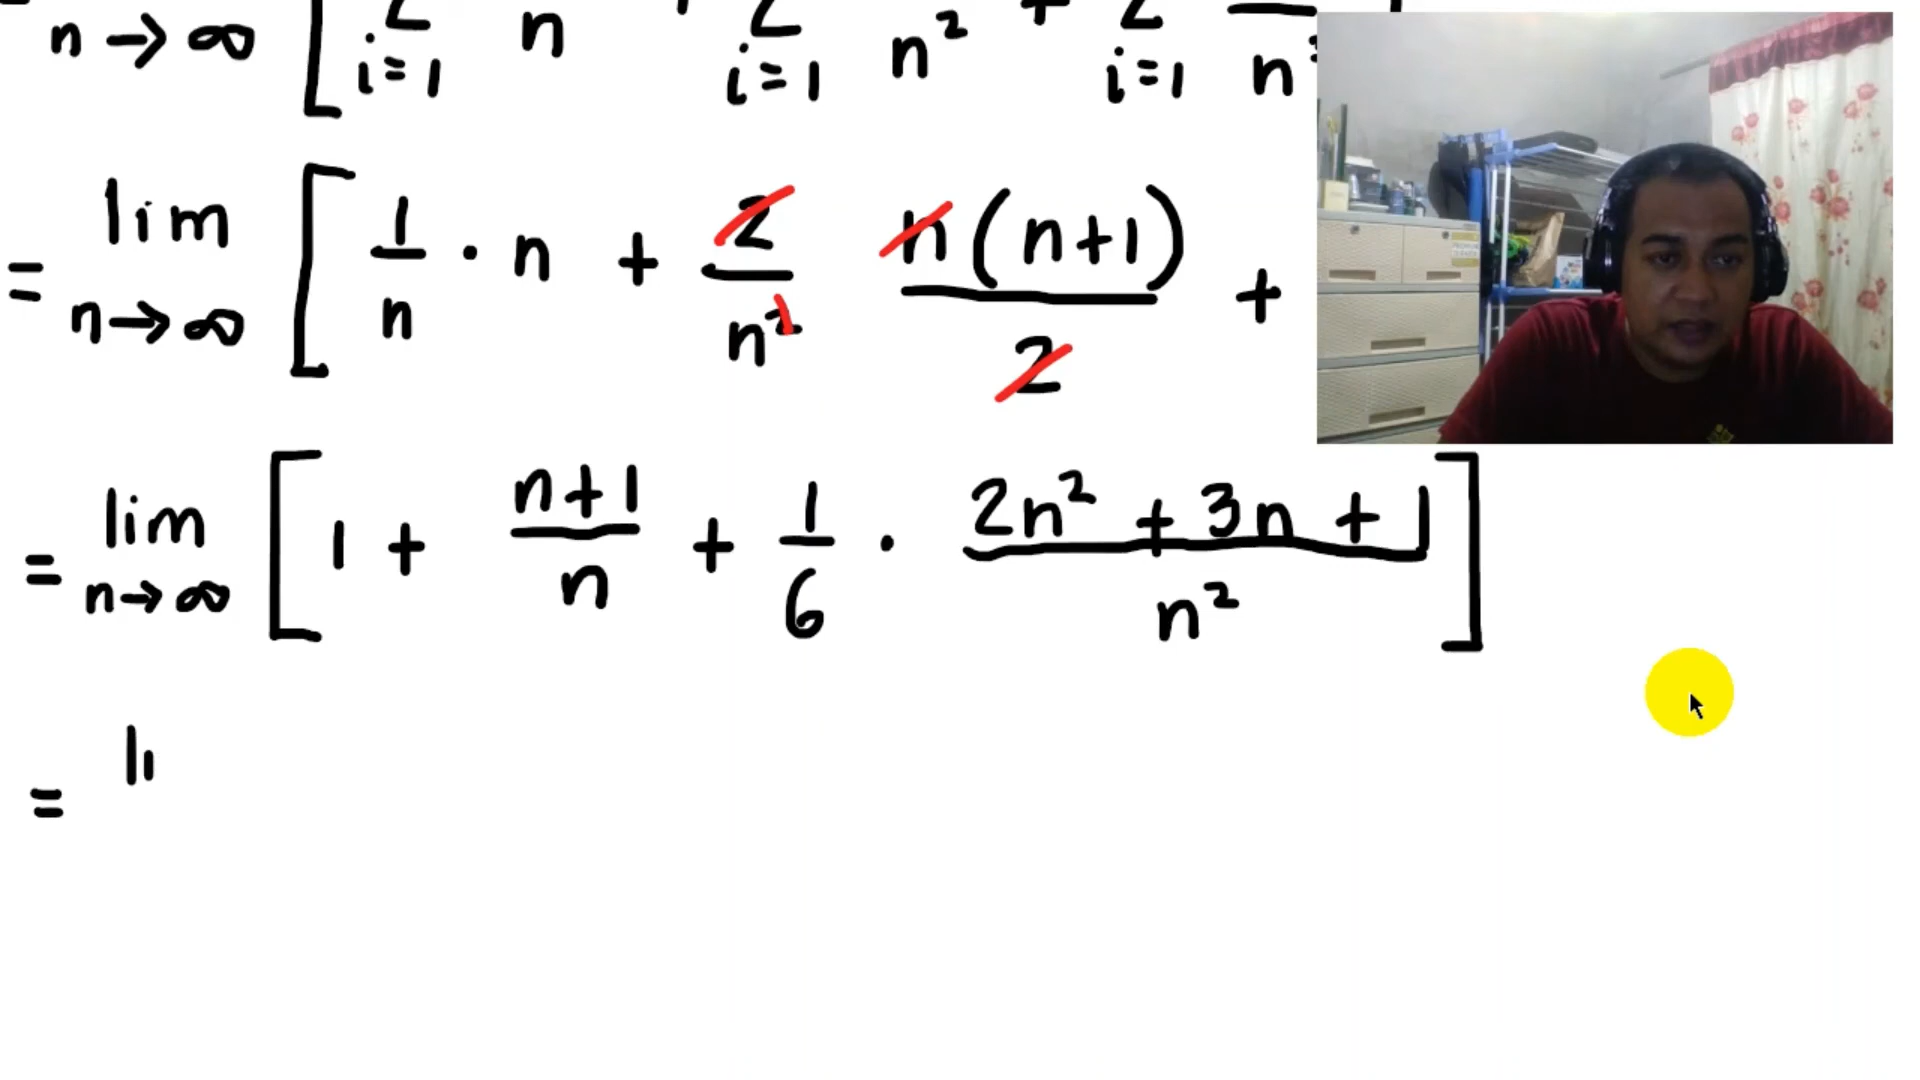 n → ∞ [ Σ i=1 n Σ i=1 n² + Σ i=1 n
= lim n→∞ [ 1/n · n + 2/n² n(n+1)/2 +
= lim n→∞ [ 1 + n+1/n + 1/6 · 2n² + 3n + 1/n² ]
= li